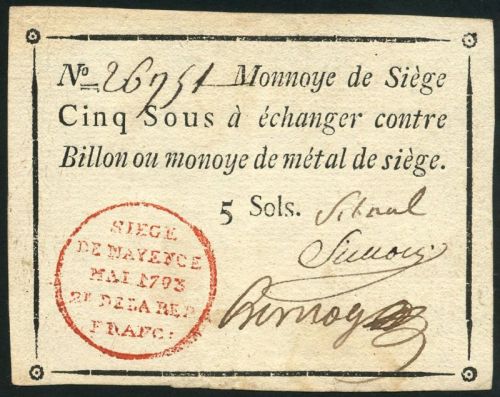 No. 26751 Monnoye de Siège
Cinq Sous à échanger contre
Billon ou monoye de métal de siège.
5 Sols.
SIEGE
DE MAYENCE
MAI 1793
2e DE LA REP
FRANC: